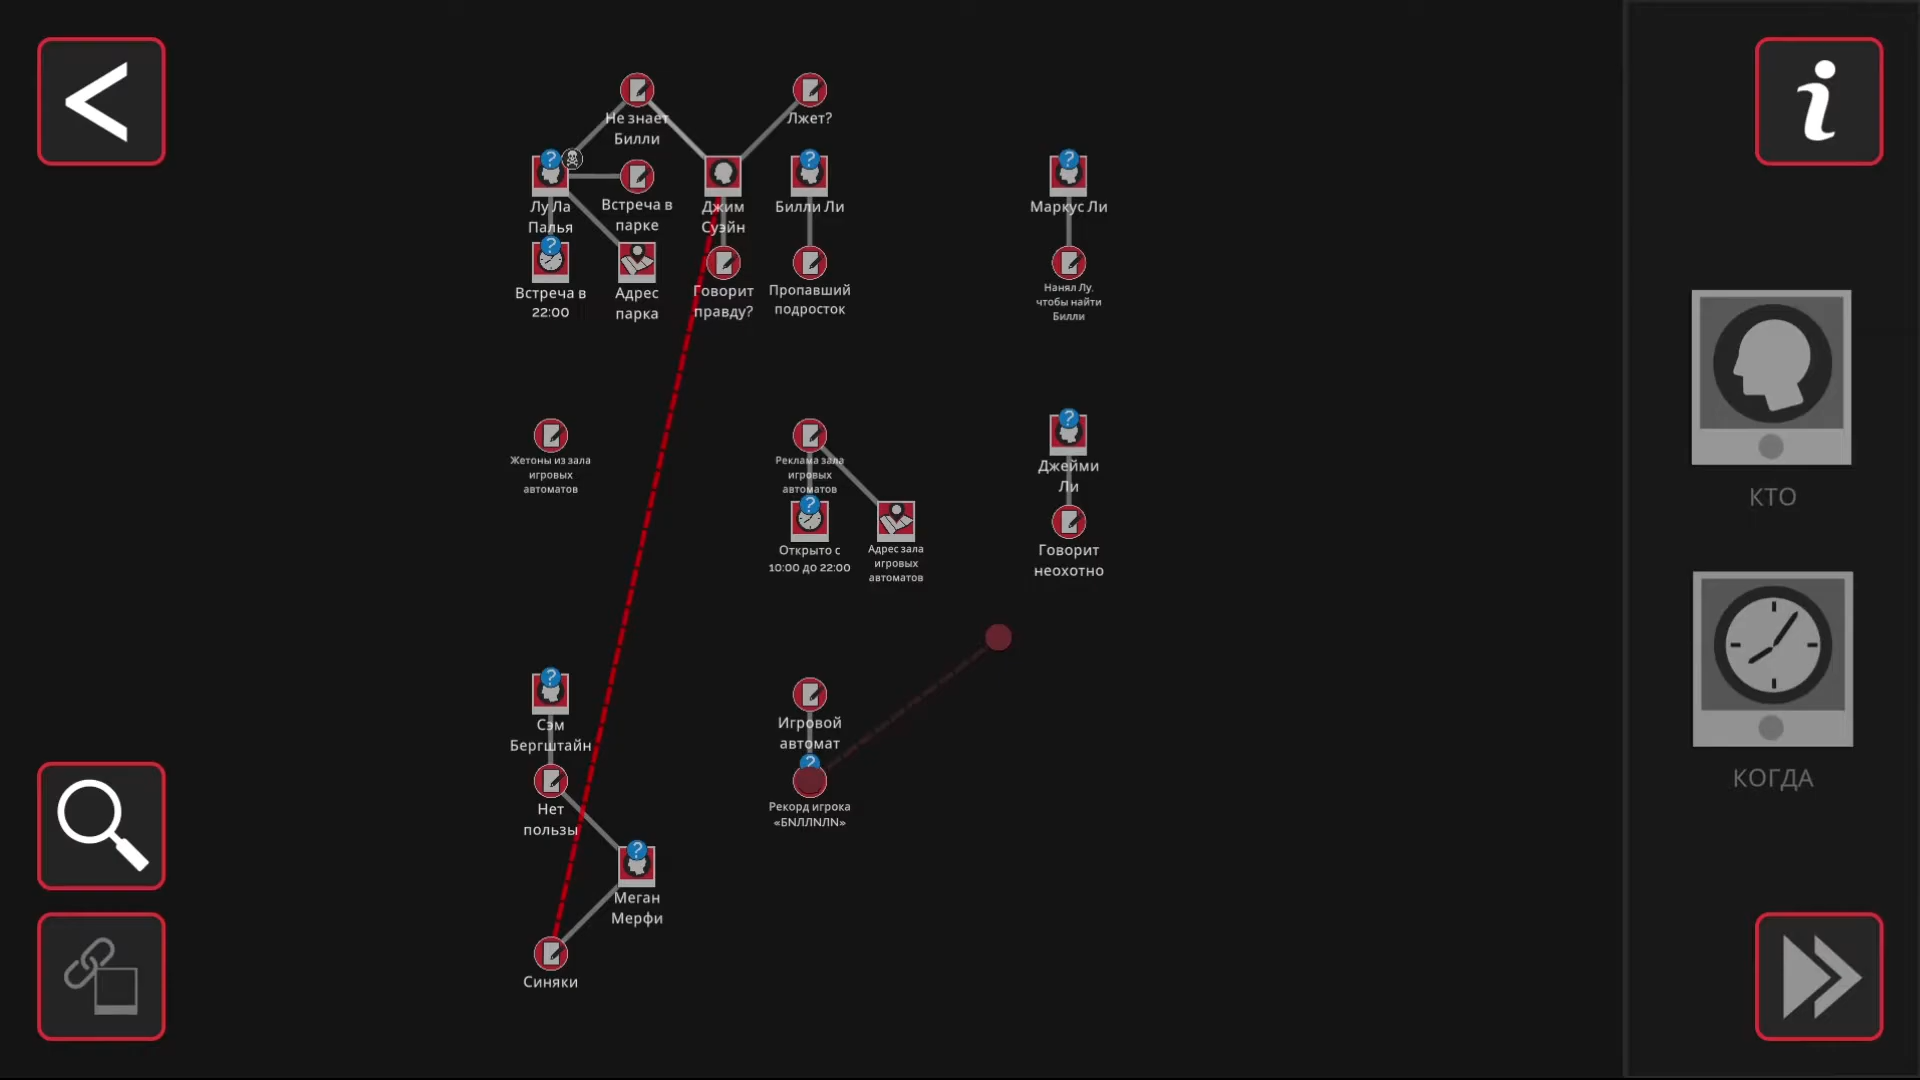 Не знает
Билли
Лжет?
Лу Ла
Палья
Встреча в
парке
Джим
Суэйн
Билли Ли
Маркус Ли
Встреча в
22:00
Адрес
парка
Говорит
правду?
Пропавший
подросток
Нанял Лу,
чтобы найти
Билли
Жетоны из зала
игровых
автоматов
Реклама зала
игровых
автоматов
Джейми
Ли
Открыто с
10:00 до 22:00
Адрес зала
игровых
автоматов
Говорит
неохотно
КТО
Сэм
Бергштайн
Игровой
автомат
КОГДА
Нет
пользы
Рекорд игрока
«БNЛЛNЛN»
Меган
Мерфи
Синяки